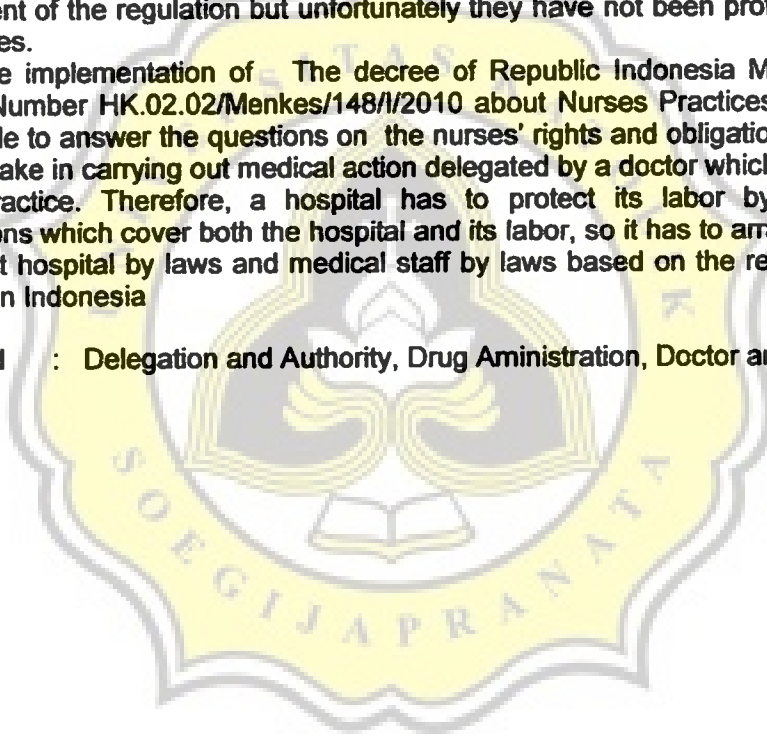 ent of the regulation but unfortunately they have not been prov
es.
e implementation of The decree of Republic Indonesia M
Number HK.02.02/Menkes/148/I/2010 about Nurses Practices
le to answer the questions on the nurses' rights and obligatio
ake in carrying out medical action delegated by a doctor which
ractice. Therefore, a hospital has to protect its labor by
ons which cover both the hospital and its labor, so it has to arr
t hospital by laws and medical staff by laws based on the re
n Indonesia
: Delegation and Authority, Drug Aministration, Doctor a
SOEGIJAPRANATA